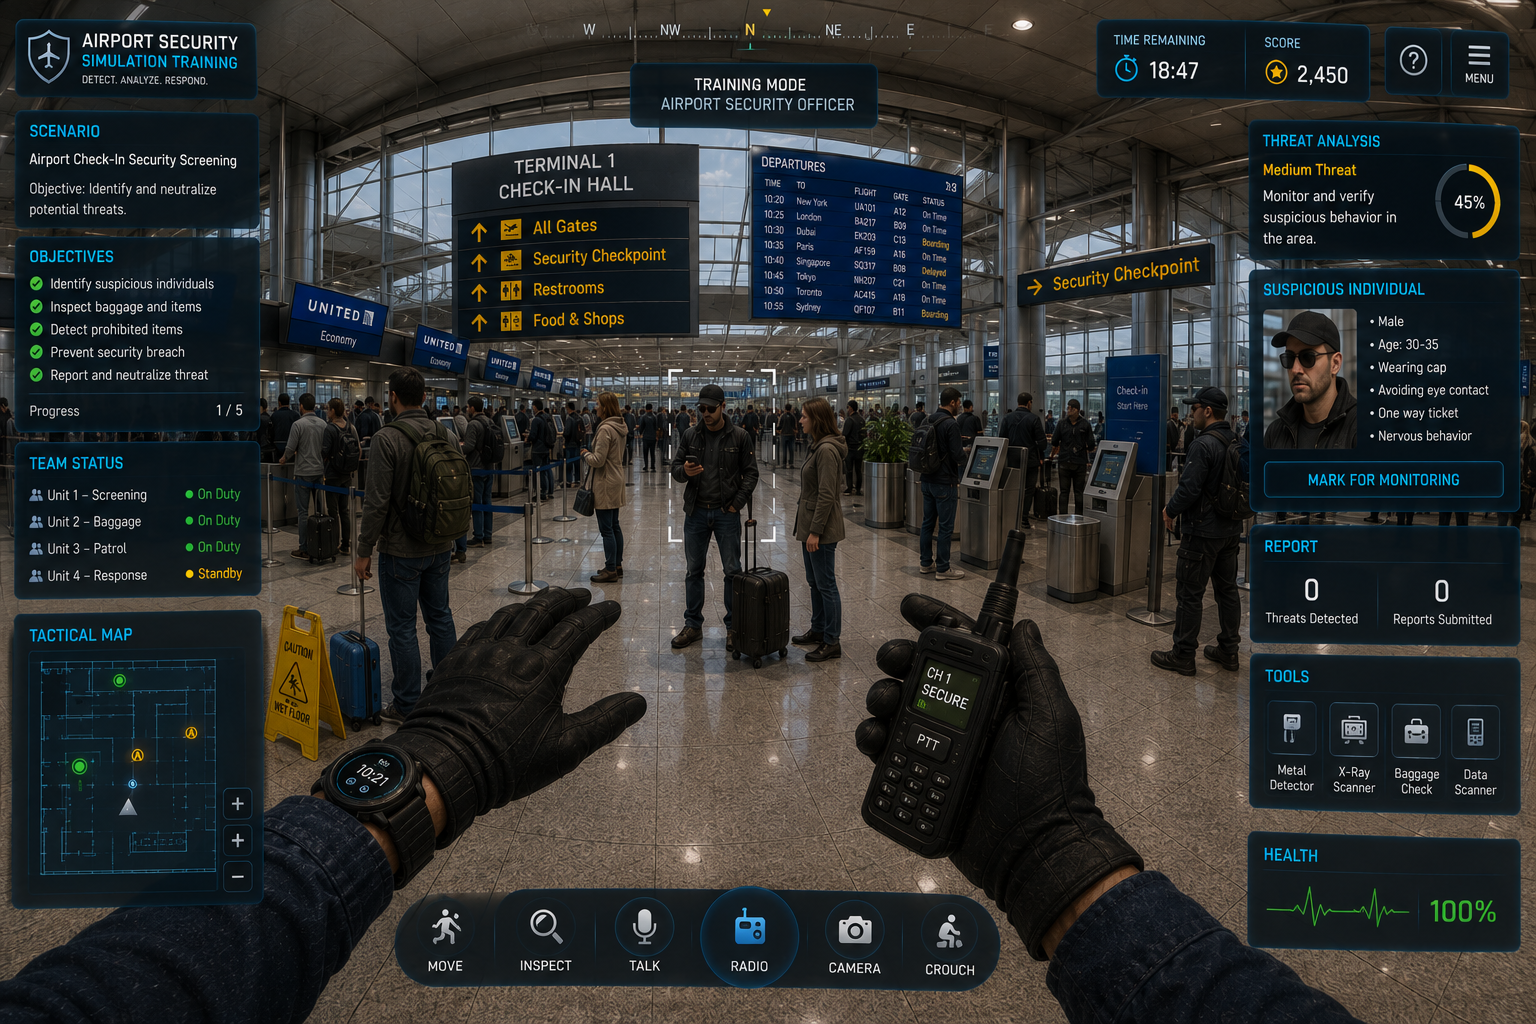 W NW N NE E
AIRPORT SECURITY
SIMULATION TRAINING
DETECT. ANALYZE. RESPOND.
TRAINING MODE
AIRPORT SECURITY OFFICER
TIME REMAINING
18:47
SCORE
2,450
?
MENU
SCENARIO
Airport Check-In Security Screening
Objective: Identify and neutralize
potential threats.
OBJECTIVES
Identify suspicious individuals
Inspect baggage and items
Detect prohibited items
Prevent security breach
Report and neutralize threat
Progress 1 / 5
TEAM STATUS
Unit 1 – Screening On Duty
Unit 2 – Baggage On Duty
Unit 3 – Patrol On Duty
Unit 4 – Response Standby
TACTICAL MAP
A
A
+
+
−
TERMINAL 1
CHECK-IN HALL
All Gates
Security Checkpoint
Restrooms
Food & Shops
DEPARTURES
TIME TO FLIGHT GATE STATUS
10:20 New York UA101 A12 On Time
10:25 London BA217 B09 On Time
10:30 Dubai EK203 C13 Boarding
10:35 Paris AF159 A16 On Time
10:40 Singapore SQ317 B08 Delayed
10:45 Tokyo NH207 C21 On Time
10:50 Toronto AC415 A18 On Time
10:55 Sydney QF107 B11 Boarding
Security Checkpoint
UNITED
Economy
UNITED
Economy
UNITED
Check-in
Start Here
CAUTION
WET FLOOR
10:21
CH 1
SECURE
PTT
THREAT ANALYSIS
Medium Threat
Monitor and verify
suspicious behavior in
the area.
45%
SUSPICIOUS INDIVIDUAL
• Male
• Age: 30-35
• Wearing cap
• Avoiding eye contact
• One way ticket
• Nervous behavior
MARK FOR MONITORING
REPORT
0
Threats Detected
0
Reports Submitted
TOOLS
Metal
Detector
X-Ray
Scanner
Baggage
Check
Data
Scanner
HEALTH
100%
MOVE
INSPECT
TALK
RADIO
CAMERA
CROUCH